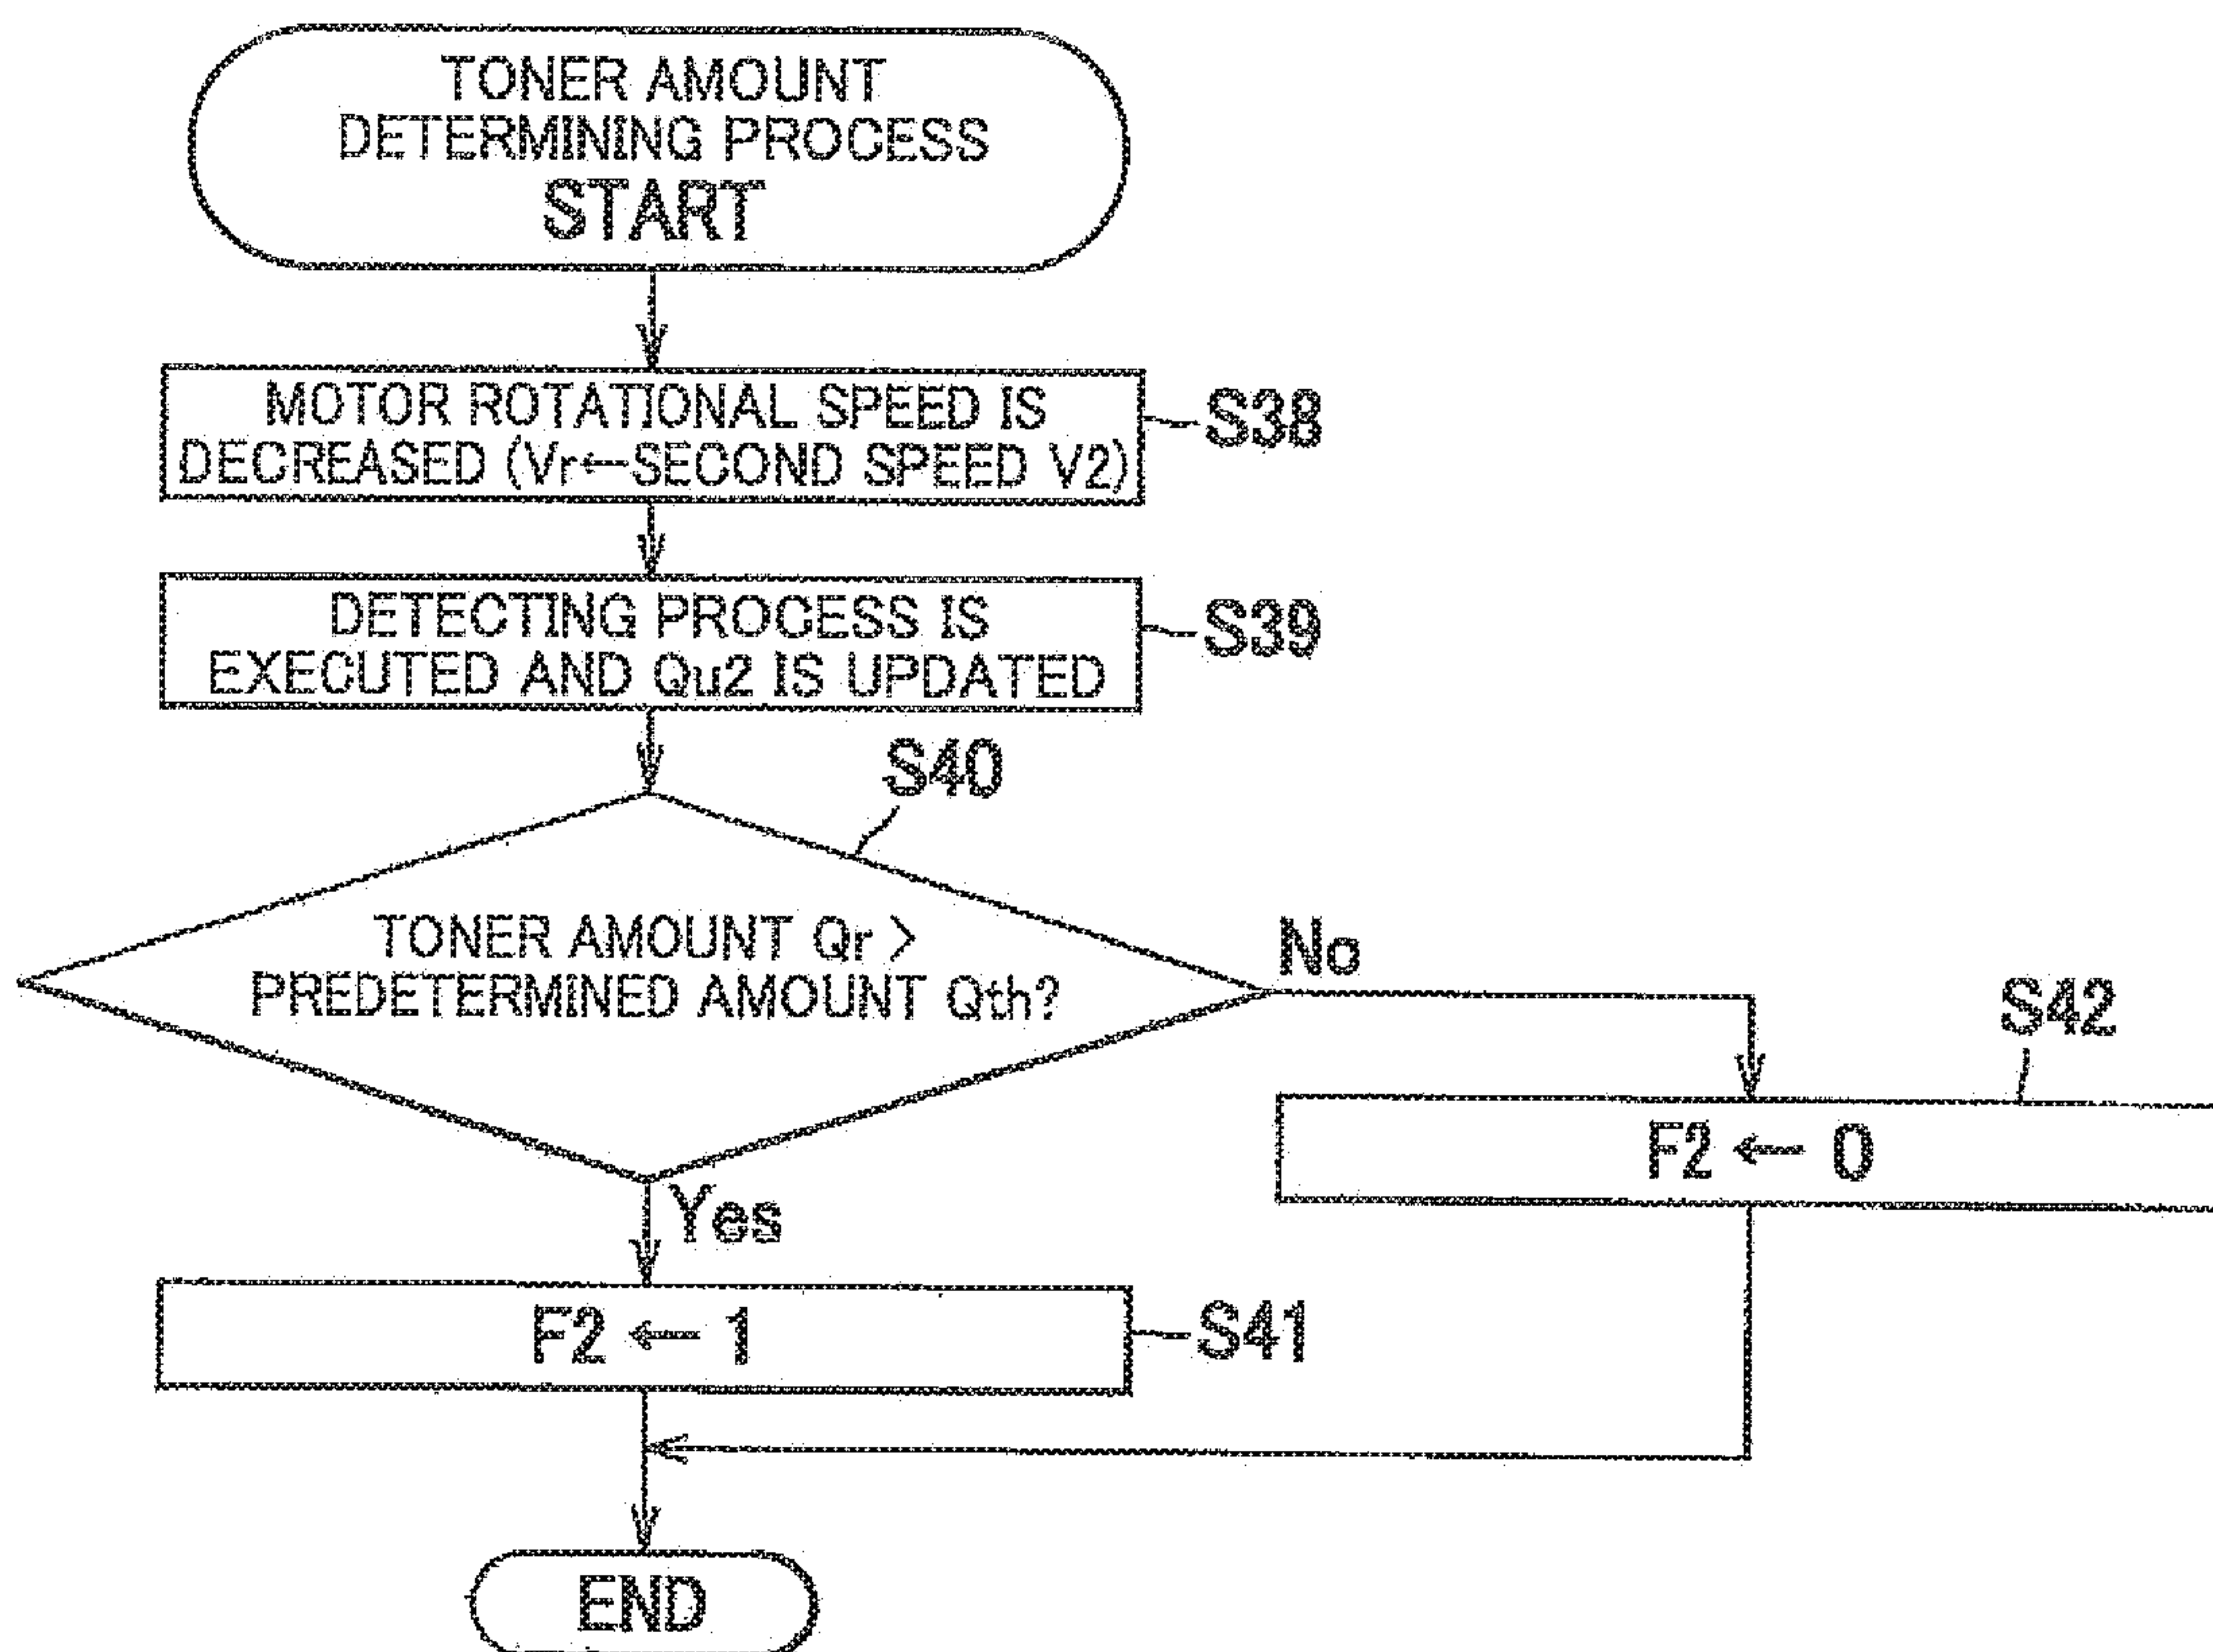 TONER AMOUNT
DETERMINING PROCESS
START
MOTOR ROTATIONAL SPEED IS
DECREASED (Vr←SECOND SPEED V2)
S38
DETECTING PROCESS IS
EXECUTED AND Qu2 IS UPDATED
S39
S40
TONER AMOUNT Qr >
PREDETERMINED AMOUNT Qth?
No
S42
F2 ← 0
Yes
F2 ← 1
S41
END